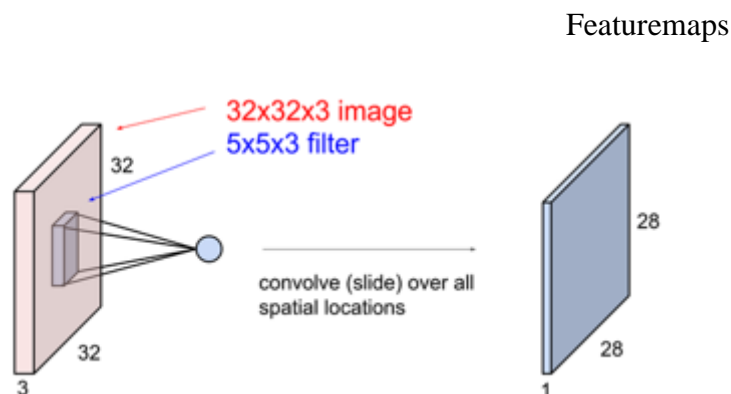 Featuremaps
32x32x3 image
5x5x3 filter
32
28
convolve (slide) over all
spatial locations
32
28
3
1